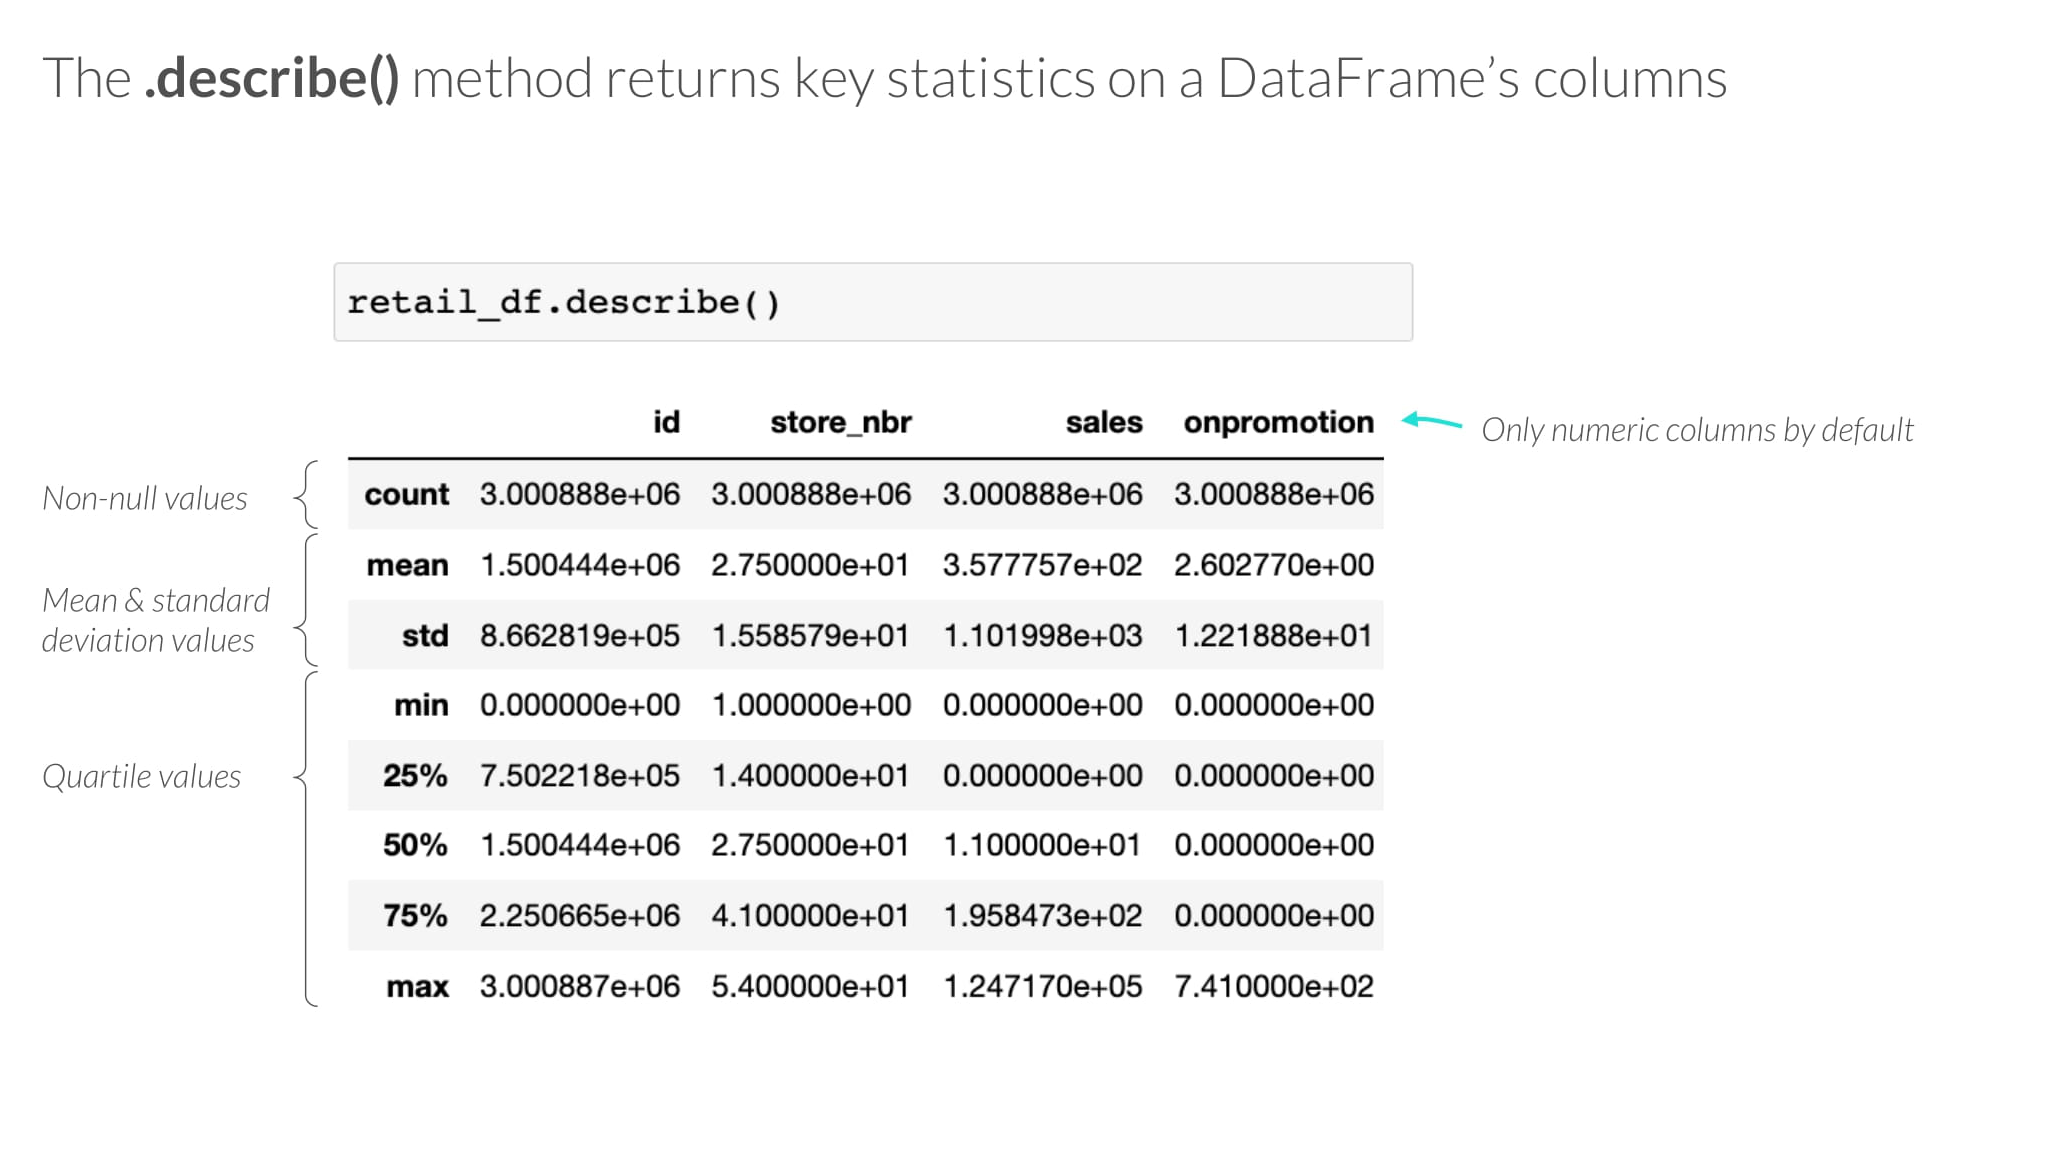 The .describe() method returns key statistics on a DataFrame’s columns
retail_df.describe()
id store_nbr sales onpromotion
Only numeric columns by default
Non-null values
count 3.000888e+06 3.000888e+06 3.000888e+06 3.000888e+06
mean 1.500444e+06 2.750000e+01 3.577757e+02 2.602770e+00
Mean & standard
deviation values
std 8.662819e+05 1.558579e+01 1.101998e+03 1.221888e+01
min 0.000000e+00 1.000000e+00 0.000000e+00 0.000000e+00
Quartile values
25% 7.502218e+05 1.400000e+01 0.000000e+00 0.000000e+00
50% 1.500444e+06 2.750000e+01 1.100000e+01 0.000000e+00
75% 2.250665e+06 4.100000e+01 1.958473e+02 0.000000e+00
max 3.000887e+06 5.400000e+01 1.247170e+05 7.410000e+02